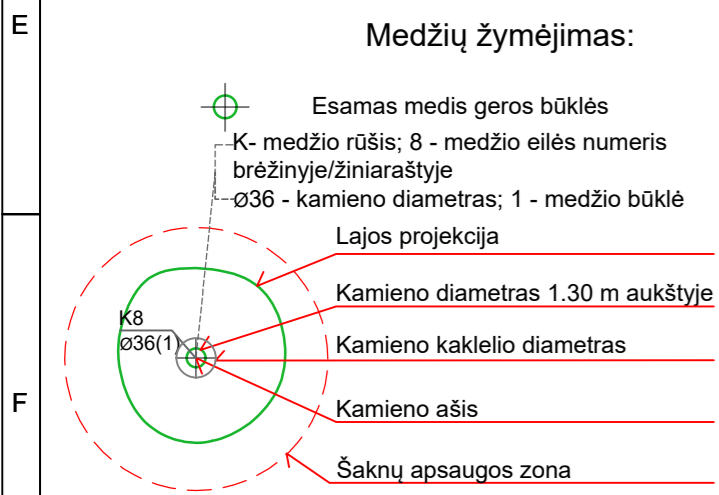 E
Medžių žymėjimas:
Esamas medis geros būklės
K- medžio rūšis; 8 - medžio eilės numeris
brėžinyje/žiniaraštyje
Ø36 - kamieno diametras; 1 - medžio būklė
Lajos projekcija
Kamieno diametras 1.30 m aukštyje
K8
Ø36(1)
Kamieno kaklelio diametras
F
Kamieno ašis
Šaknų apsaugos zona